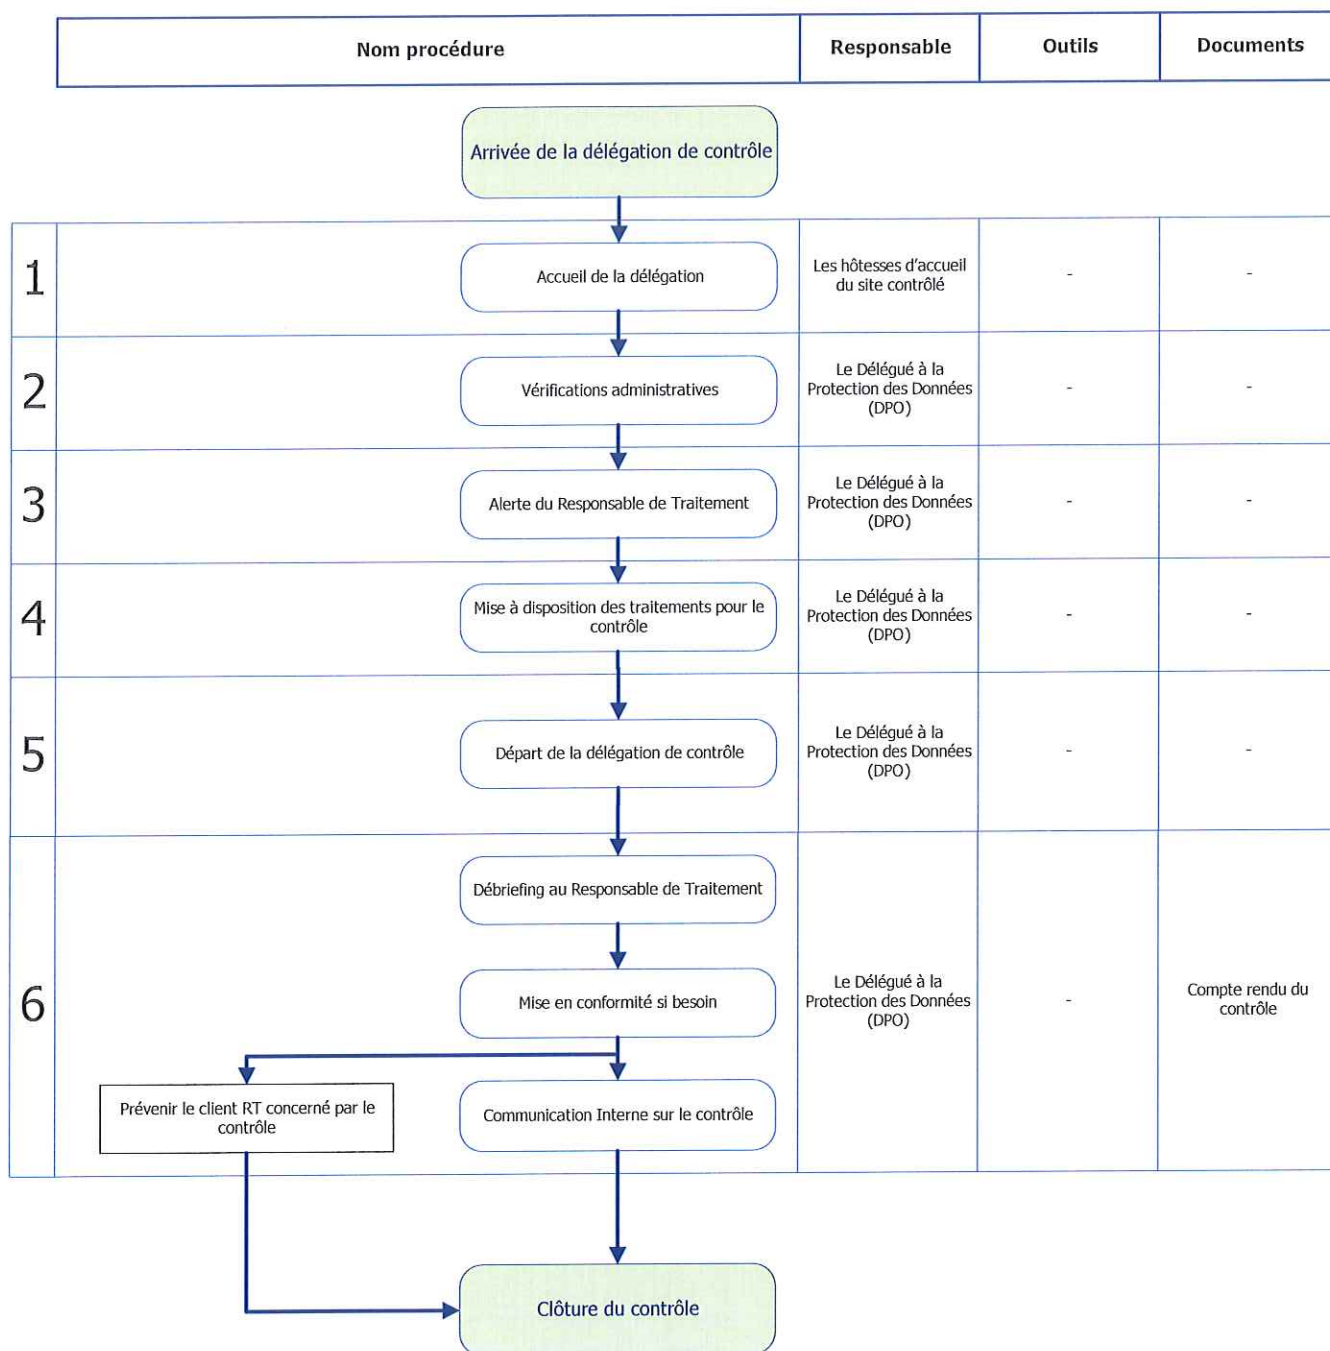 Nom procédure
Responsable
Outils
Documents
Arrivée de la délégation de contrôle
1
Accueil de la délégation
Les hôtesses d'accueil
du site contrôlé
-
-
2
Vérifications administratives
Le Délégué à la
Protection des Données
(DPO)
-
-
3
Alerte du Responsable de Traitement
Le Délégué à la
Protection des Données
(DPO)
-
-
4
Mise à disposition des traitements pour le
contrôle
Le Délégué à la
Protection des Données
(DPO)
-
-
5
Départ de la délégation de contrôle
Le Délégué à la
Protection des Données
(DPO)
-
-
Débriefing au Responsable de Traitement
6
Mise en conformité si besoin
Le Délégué à la
Protection des Données
(DPO)
-
Compte rendu du
contrôle
Prévenir le client RT concerné par le
contrôle
Communication Interne sur le contrôle
Clôture du contrôle